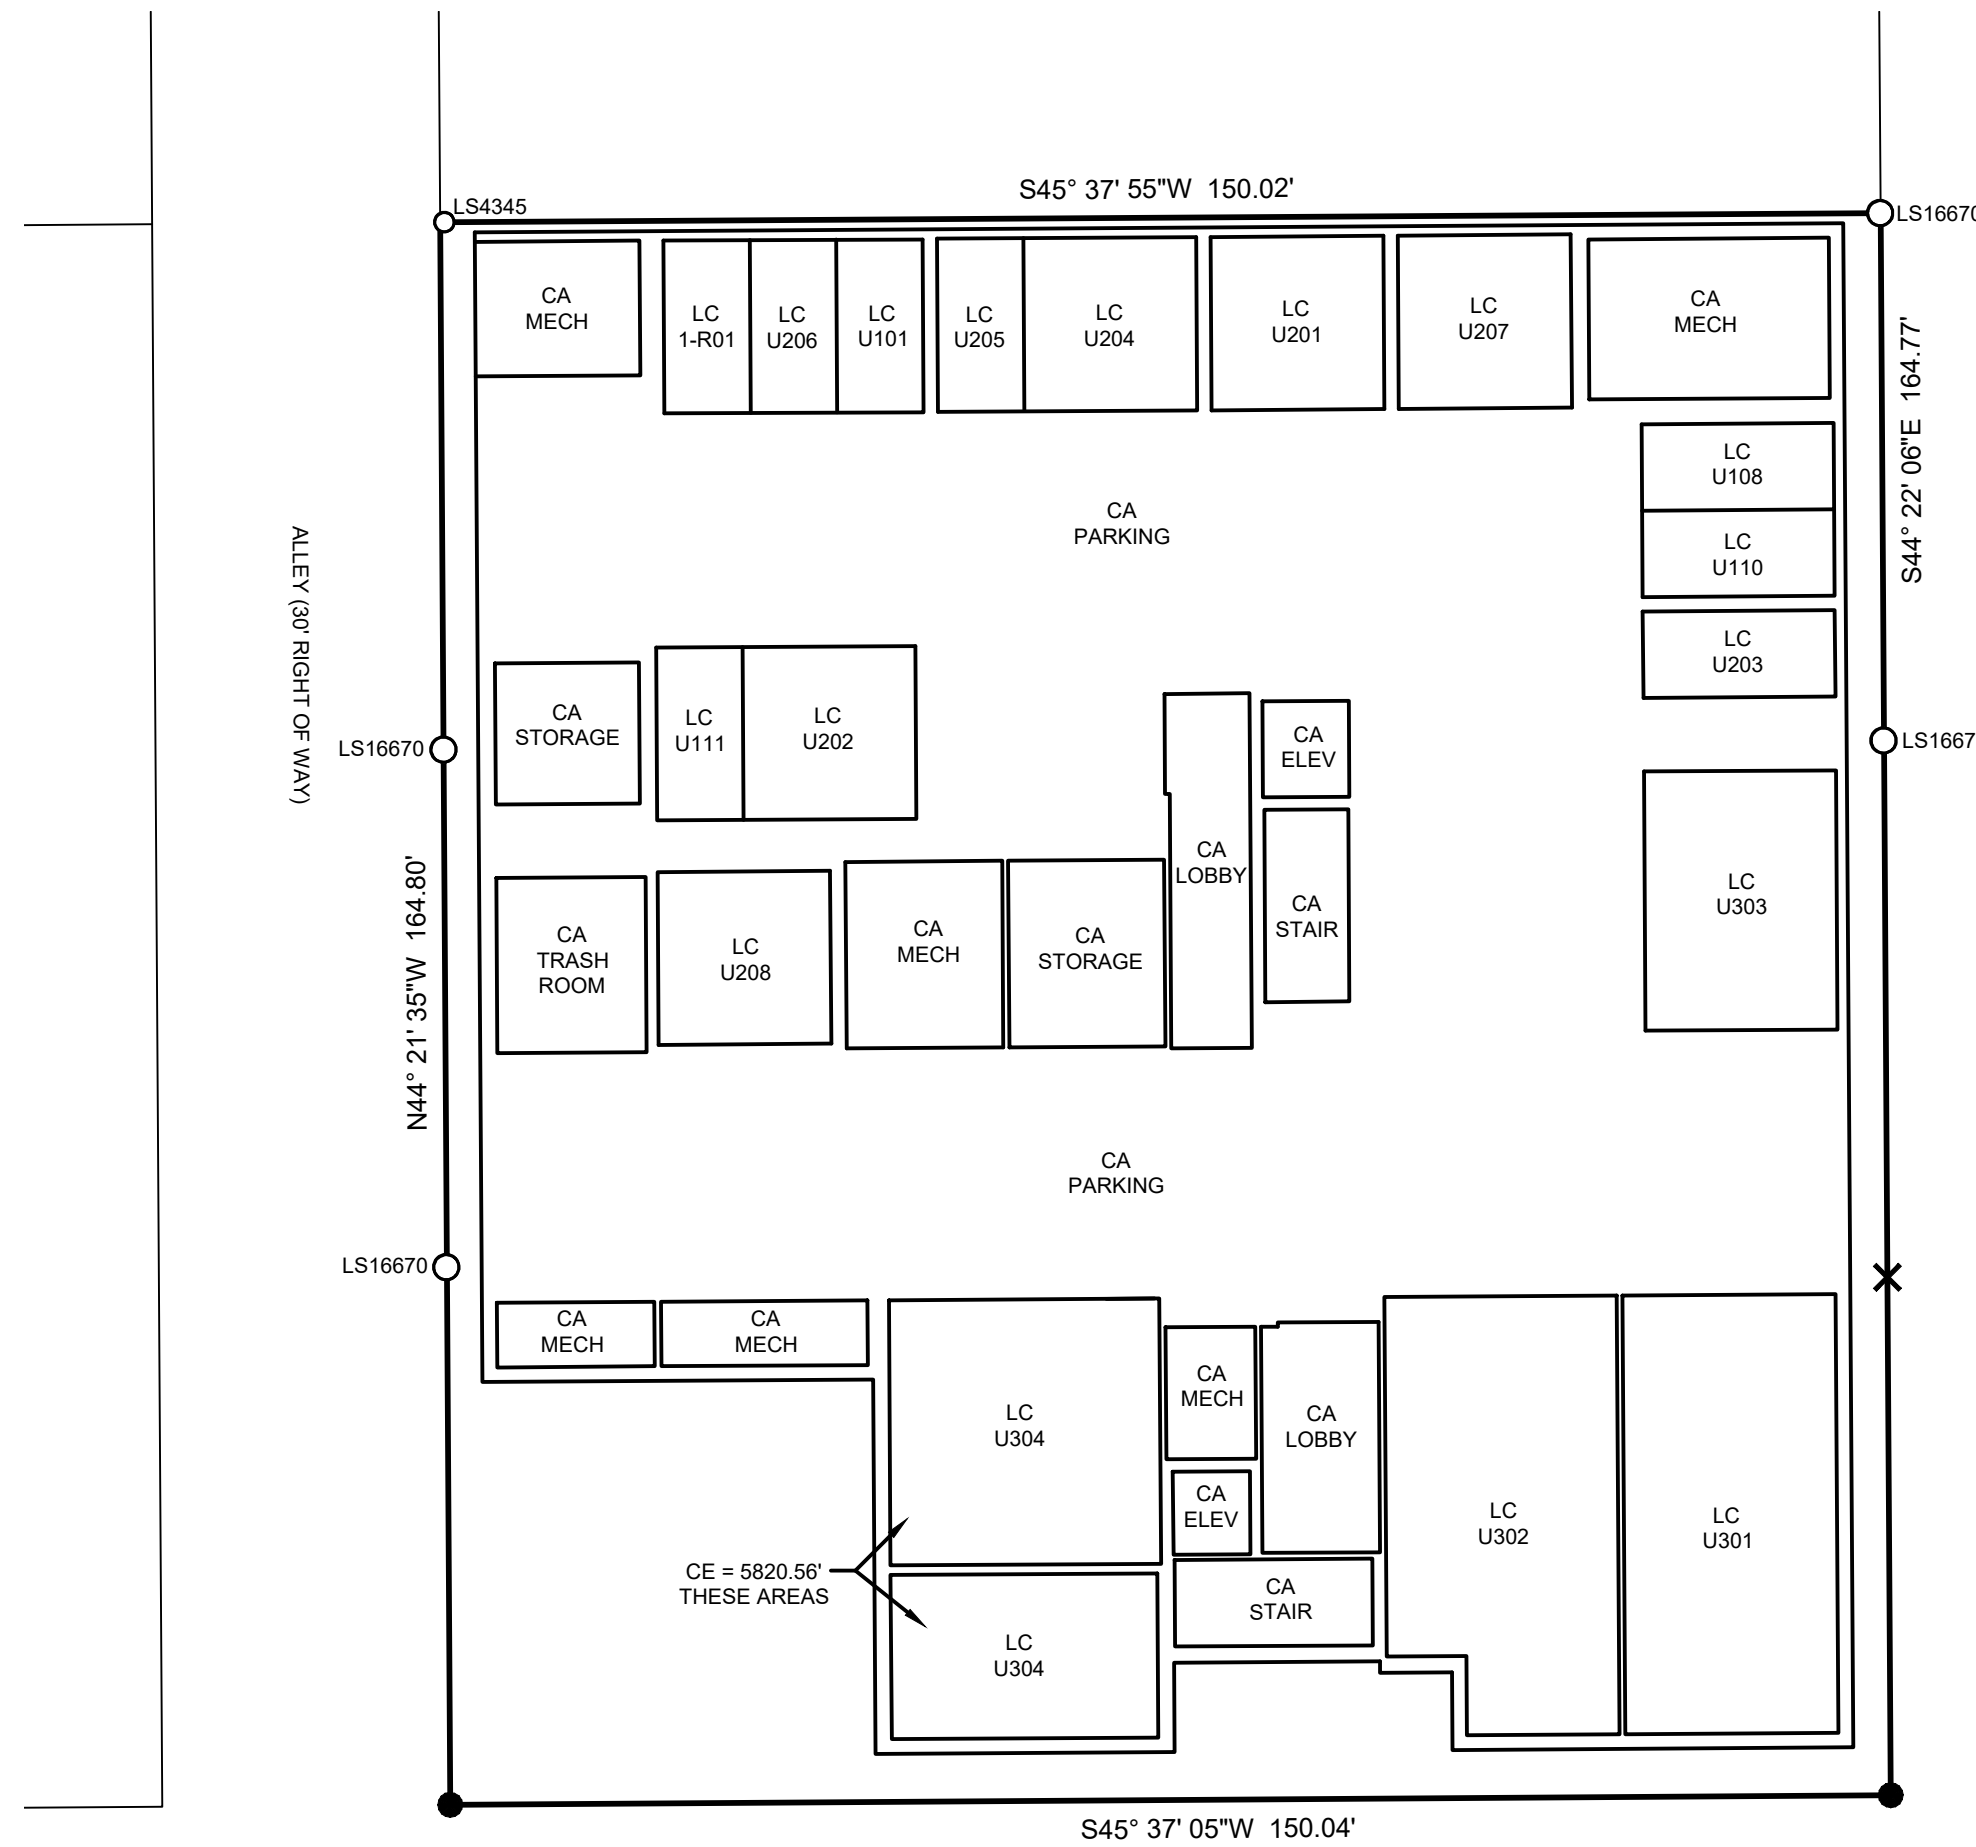 S45° 37' 55"W  150.02'
LS4345
LS16670
CA
MECH
LC
1-R01
LC
U206
LC
U101
LC
U205
LC
U204
LC
U201
LC
U207
CA
MECH
S44° 22' 06"E  164.77'
LC
U108
LC
U110
LC
U203
CA
PARKING
ALLEY (30' RIGHT OF WAY)
LS16670
CA
STORAGE
LC
U111
LC
U202
CA
ELEV
LS1667
CA
LOBBY
CA
STAIR
LC
U303
N44° 21' 35"W  164.80'
CA
TRASH
ROOM
LC
U208
CA
MECH
CA
STORAGE
CA
PARKING
LS16670
CA
MECH
CA
MECH
LC
U304
CA
MECH
CA
LOBBY
CA
ELEV
LC
U302
LC
U301
CE = 5820.56'
THESE AREAS
CA
STAIR
LC
U304
S45° 37' 05"W  150.04'